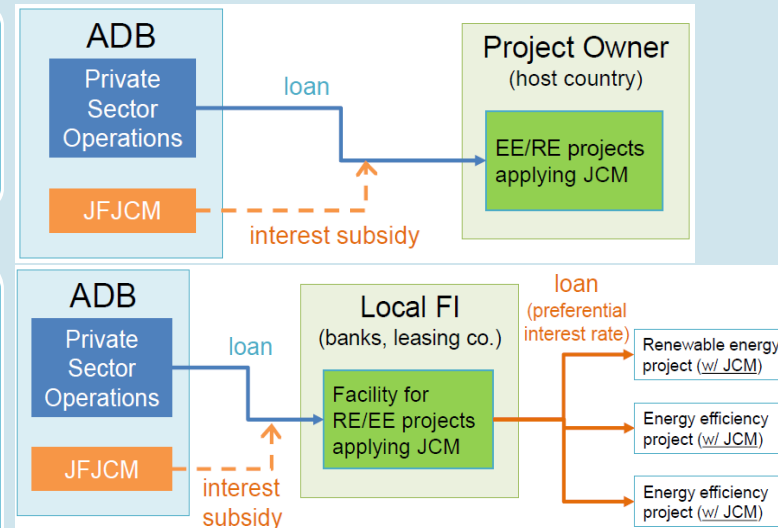 ADB
Private
Sector
Operations
JFJCM
loan
interest subsidy
Project Owner
(host country)
EE/RE projects
applying JCM
ADB
Private
Sector
Operations
JFJCM
loan
interest
subsidy
Local FI
(banks, leasing co.)
Facility for
RE/EE projects
applying JCM
loan
(preferential
interest rate)
Renewable energy
project (w/ JCM)
Energy efficiency
project (w/ JCM)
Energy efficiency
project (w/ JCM)